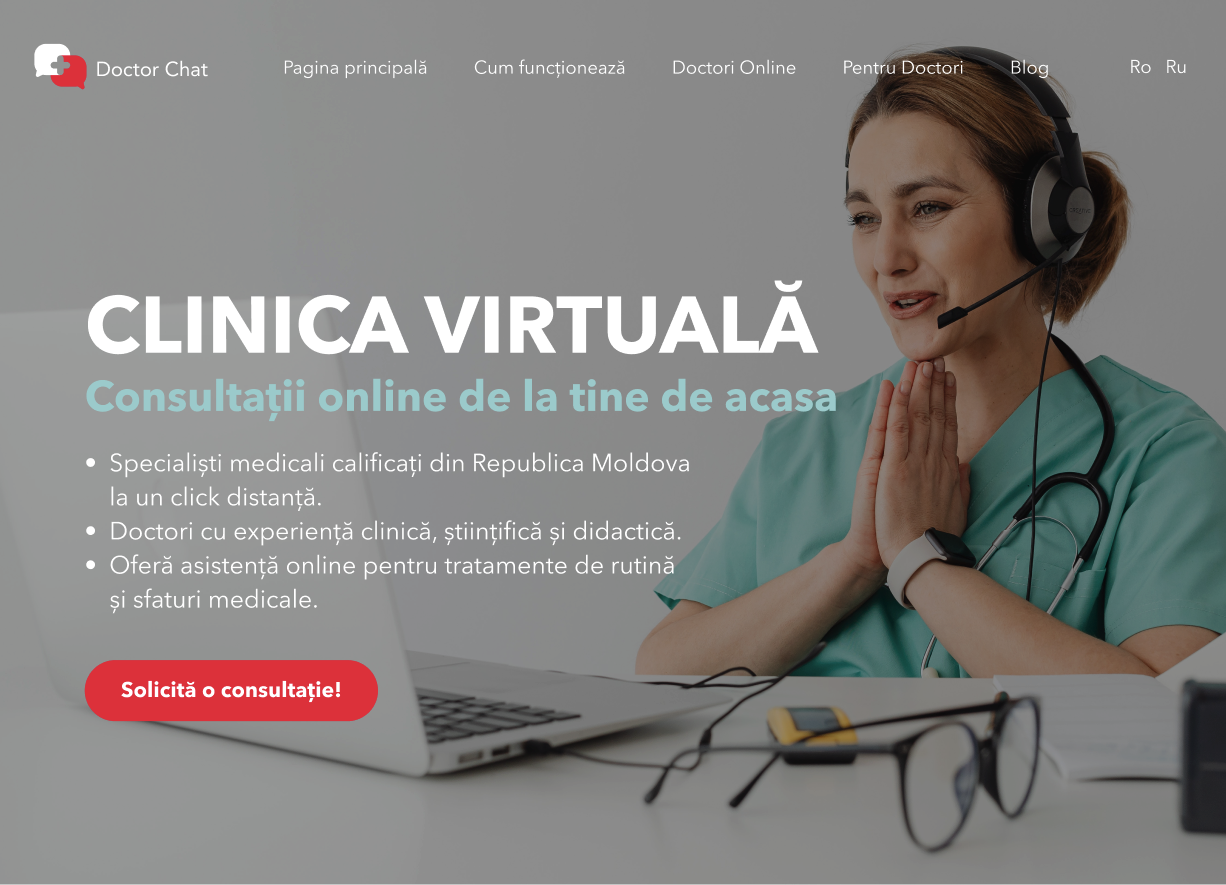 Doctor Chat
Pagina principală
Cum funcționează
Doctori Online
Pentru Doctori
Blog
Ro
Ru
CLINICA VIRTUALĂ
Consultații online de la tine de acasa
• Specialiști medicali calificați din Republica Moldova
la un click distanță.
• Doctori cu experiență clinică, științifică și didactică.
• Oferă asistență online pentru tratamente de rutină
și sfaturi medicale.
Solicită o consultație!